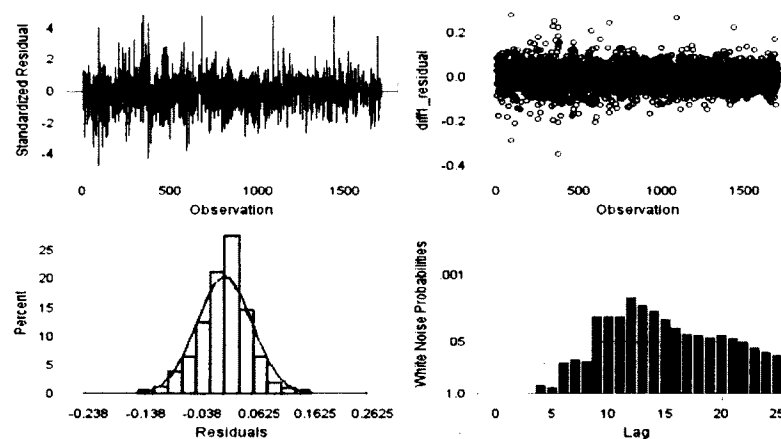 Standardized Residual
4
2
0
-2
-4
0 500 1000 1500
Observation
diff1_residual
0.2
0.0
-0.2
-0.4
0 500 1000 1500
Observation
Percent
25
20
15
10
5
0
-0.238 -0.138 -0.038 0.0625 0.1625 0.2625
Residuals
White Noise Probabilities
.001
05
1.0
0 5 10 15 20 25
Lag